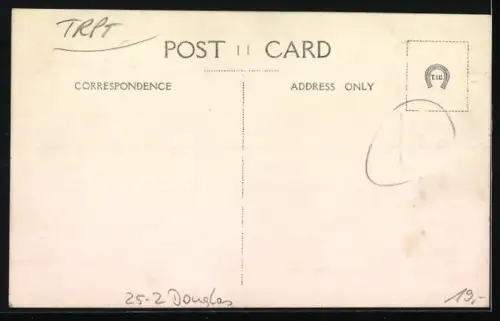 TRPT
POST CARD
CORRESPONDENCE
ADDRESS ONLY
T.W.
25-2 Douglas
19,-